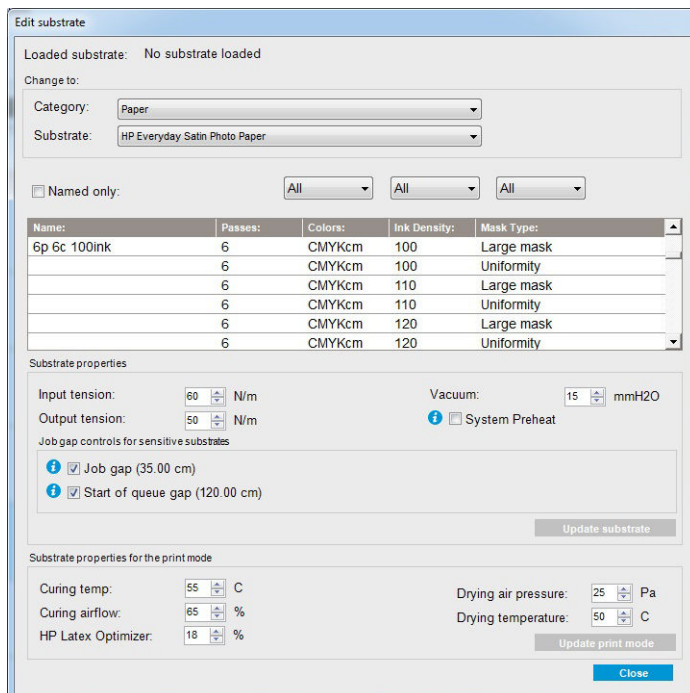 Edit substrate
Loaded substrate: No substrate loaded
Change to:
Category: Paper
Substrate: HP Everyday Satin Photo Paper
Named only: All All All
Name: Passes: Colors: Ink Density: Mask Type:
6p 6c 100ink 6 CMYKcm 100 Large mask
6 CMYKcm 100 Uniformity
6 CMYKcm 110 Large mask
6 CMYKcm 110 Uniformity
6 CMYKcm 120 Large mask
6 CMYKcm 120 Uniformity
Substrate properties
Input tension: 60 N/m Vacuum: 15 mmH2O
Output tension: 50 N/m System Preheat
Job gap controls for sensitive substrates
Job gap (35.00 cm)
Start of queue gap (120.00 cm)
Update substrate
Substrate properties for the print mode
Curing temp: 55 C Drying air pressure: 25 Pa
Curing airflow: 65 % Drying temperature: 50 C
HP Latex Optimizer: 18 % Update print mode
Close